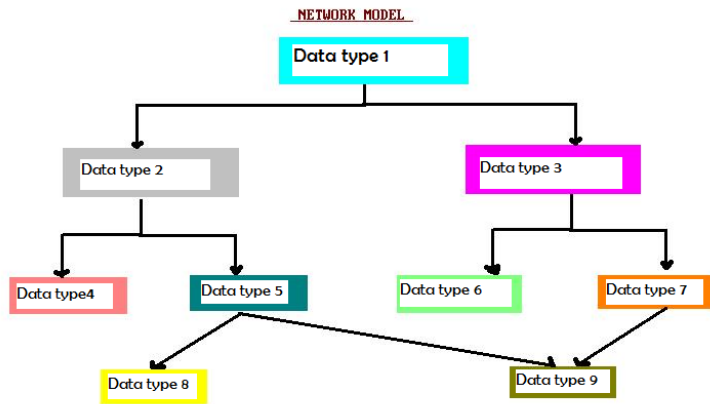 NETWORK MODEL
Data type 1
Data type 2
Data type 3
Data type4
Data type 5
Data type 6
Data type 7
Data type 8
Data type 9